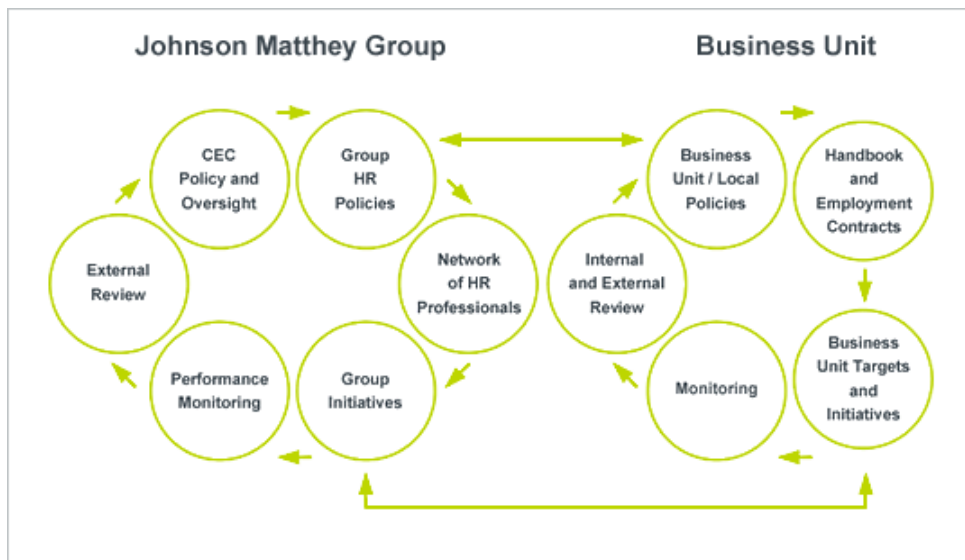 Johnson Matthey Group
Business Unit
CEC
Policy and
Oversight
Group
HR
Policies
Business
Unit / Local
Policies
Handbook
and
Employment
Contracts
External
Review
Network
of HR
Professionals
Internal
and External
Review
Performance
Monitoring
Group
Initiatives
Monitoring
Business
Unit Targets
and
Initiatives